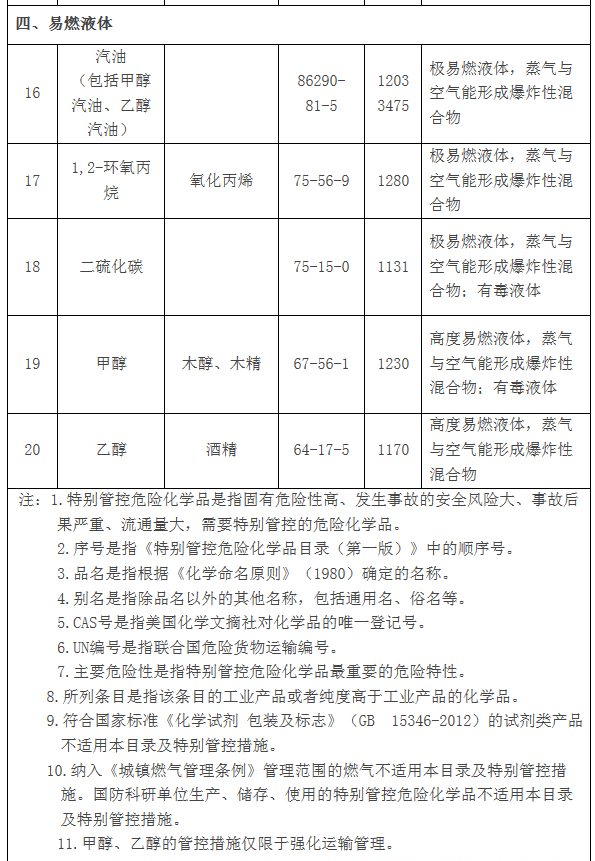 四、易燃液体
16
汽油
（包括甲醇
汽油、乙醇
汽油）
86290-
81-5
1203
3475
极易燃液体，蒸气与
空气能形成爆炸性混
合物
17
1,2-环氧丙
烷
氧化丙烯
75-56-9
1280
极易燃液体，蒸气与
空气能形成爆炸性混
合物
18
二硫化碳
75-15-0
1131
极易燃液体，蒸气与
空气能形成爆炸性混
合物；有毒液体
19
甲醇
木醇、木精
67-56-1
1230
高度易燃液体，蒸气
与空气能形成爆炸性
混合物；有毒液体
20
乙醇
酒精
64-17-5
1170
高度易燃液体，蒸气
与空气能形成爆炸性
混合物
注：1.特别管控危险化学品是指固有危险性高、发生事故的安全风险大、事故后
果严重、流通量大，需要特别管控的危险化学品。
2.序号是指《特别管控危险化学品目录（第一版）》中的顺序号。
3.品名是指根据《化学命名原则》（1980）确定的名称。
4.别名是指除品名以外的其他名称，包括通用名、俗名等。
5.CAS号是指美国化学文摘社对化学品的唯一登记号。
6.UN编号是指联合国危险货物运输编号。
7.主要危险性是指特别管控危险化学品最重要的危险特性。
8.所列条目是指该条目的工业产品或者纯度高于工业产品的化学品。
9.符合国家标准《化学试剂 包装及标志》（GB  15346-2012）的试剂类产品
不适用本目录及特别管控措施。
10.纳入《城镇燃气管理条例》管理范围的燃气不适用本目录及特别管控措
施。国防科研单位生产、储存、使用的特别管控危险化学品不适用本目录
及特别管控措施。
11.甲醇、乙醇的管控措施仅限于强化运输管理。